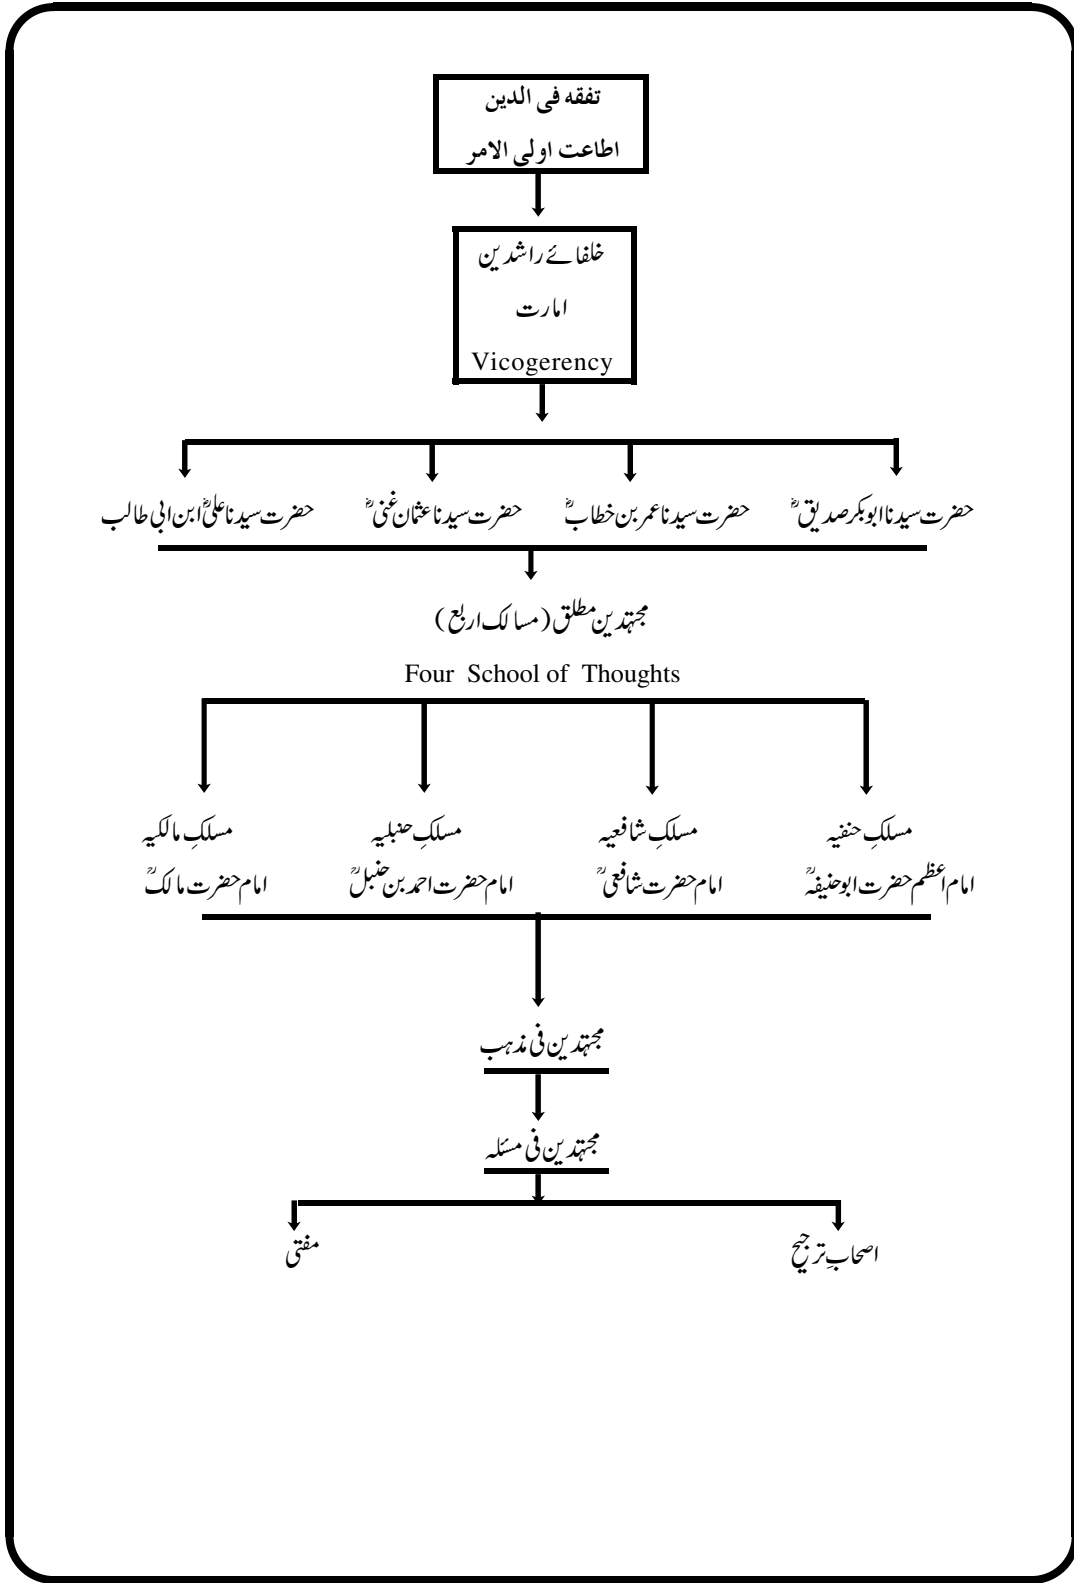 تفقه فی الدین
اطاعت اولی الامر
خلفائے راشدین
امارت
Vicogerency
حضرت سیدنا ابوبکر صدیقؓ حضرت سیدنا عمر بن خطابؓ حضرت سیدنا عثمان غنیؓ حضرت سیدنا علیؓ ابن ابی طالب
مجتہدین مطلق (مسالک اربع)
Four School of Thoughts
مسلکِ حنفیہ مسلکِ شافعیہ مسلکِ حنبلیہ مسلکِ مالکیہ
امام اعظم حضرت ابوحنیفہؒ امام حضرت شافعیؒ امام حضرت احمد بن حنبلؒ امام حضرت مالکؒ
مجتہدین فی مذہب
مجتہدین فی مسئلہ
اصحابِ ترجیح مفتی